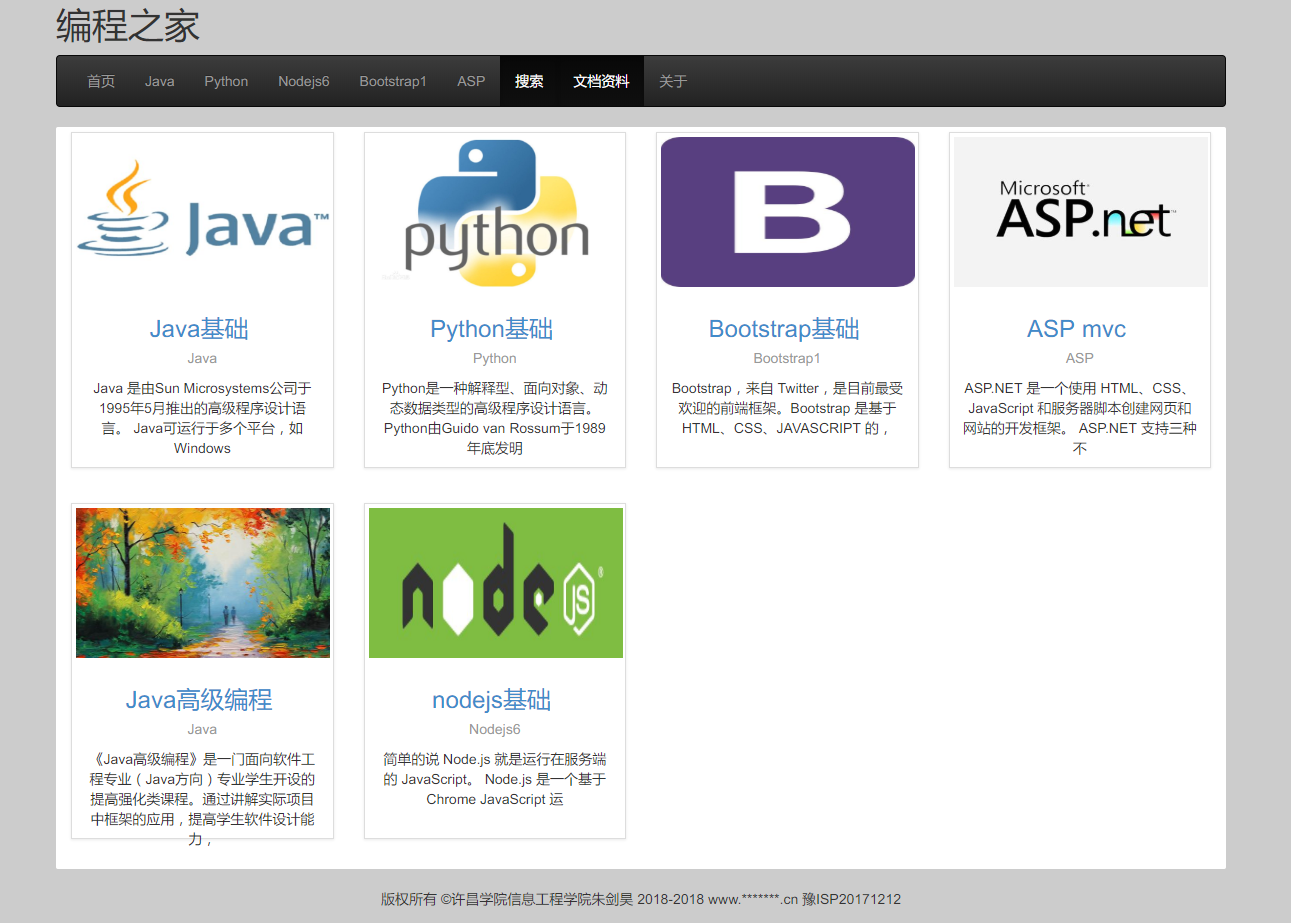 编程之家
首页 Java Python Nodejs6 Bootstrap1 ASP 搜索 文档资料 关于
Java™
python
B
Microsoft
ASP.net
Java基础
Java
Java 是由Sun Microsystems公司于
1995年5月推出的高级程序设计语
言。 Java可运行于多个平台，如
Windows
Python基础
Python
Python是一种解释型、面向对象、动
态数据类型的高级程序设计语言。
Python由Guido van Rossum于1989
年底发明
Bootstrap基础
Bootstrap1
Bootstrap，来自 Twitter，是目前最受
欢迎的前端框架。Bootstrap 是基于
HTML、CSS、JAVASCRIPT 的，
ASP mvc
ASP
ASP.NET 是一个使用 HTML、CSS、
JavaScript 和服务器脚本创建网页和
网站的开发框架。 ASP.NET 支持三种
不
node JS®
Java高级编程
Java
《Java高级编程》是一门面向软件工
程专业（Java方向）专业学生开设的
提高强化类课程。通过讲解实际项目
中框架的应用，提高学生软件设计能
力，
nodejs基础
Nodejs6
简单的说 Node.js 就是运行在服务端
的 JavaScript。 Node.js 是一个基于
Chrome JavaScript 运
版权所有 ©许昌学院信息工程学院朱剑昊 2018-2018 www.*******.cn 豫ISP20171212